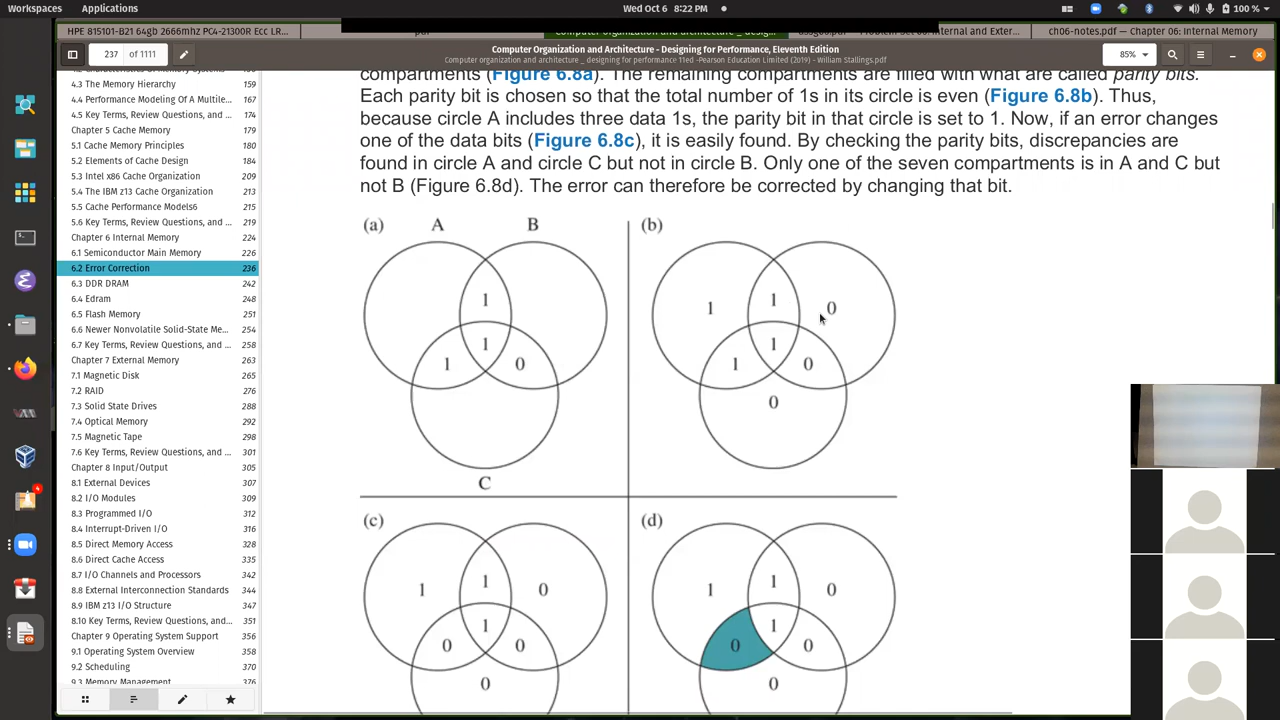 Workspaces Applications Wed Oct 6 8:22 PM 100 %
HPE 815101-B21 64gb 2666mhz PC4-21300R Ecc LR...
ch06-notes.pdf — Chapter 06: Internal Memory
237 of 1111
Computer Organization and Architecture - Designing for Performance, Eleventh Edition
Computer organization and architecture _ designing for performance 11ed -Pearson Education Limited (2019) - William Stallings.pdf
85%
4.3 The Memory Hierarchy 159
4.4 Performance Modeling Of A Multile... 167
4.5 Key Terms, Review Questions, and ... 174
Chapter 5 Cache Memory 179
5.1 Cache Memory Principles 180
5.2 Elements of Cache Design 184
5.3 Intel x86 Cache Organization 209
5.4 The IBM z13 Cache Organization 213
5.5 Cache Performance Models6 215
5.6 Key Terms, Review Questions, and ... 219
Chapter 6 Internal Memory 224
6.1 Semiconductor Main Memory 226
6.2 Error Correction 236
6.3 DDR DRAM 242
6.4 Edram 248
6.5 Flash Memory 251
6.6 Newer Nonvolatile Solid-State Me... 254
6.7 Key Terms, Review Questions, and ... 258
Chapter 7 External Memory 263
7.1 Magnetic Disk 265
7.2 RAID 276
7.3 Solid State Drives 288
7.4 Optical Memory 292
7.5 Magnetic Tape 298
7.6 Key Terms, Review Questions, and ... 301
Chapter 8 Input/Output 305
8.1 External Devices 307
8.2 I/O Modules 309
8.3 Programmed I/O 312
8.4 Interrupt-Driven I/O 316
8.5 Direct Memory Access 328
8.6 Direct Cache Access 335
8.7 I/O Channels and Processors 342
8.8 External Interconnection Standards 344
8.9 IBM z13 I/O Structure 347
8.10 Key Terms, Review Questions, and... 351
Chapter 9 Operating System Support 356
9.1 Operating System Overview 358
9.2 Scheduling 370
9.3 Memory Management 376
compartments (Figure 6.8a). The remaining compartments are filled with what are called parity bits.
Each parity bit is chosen so that the total number of 1s in its circle is even (Figure 6.8b). Thus,
because circle A includes three data 1s, the parity bit in that circle is set to 1. Now, if an error changes
one of the data bits (Figure 6.8c), it is easily found. By checking the parity bits, discrepancies are
found in circle A and circle C but not in circle B. Only one of the seven compartments is in A and C but
not B (Figure 6.8d). The error can therefore be corrected by changing that bit.
(a) A B
1
1
1 0
C
(b)
1 1 0
1
1 0
0
(c)
1 1 0
1
0 0
0
(d)
1 1 0
1
0 0
0